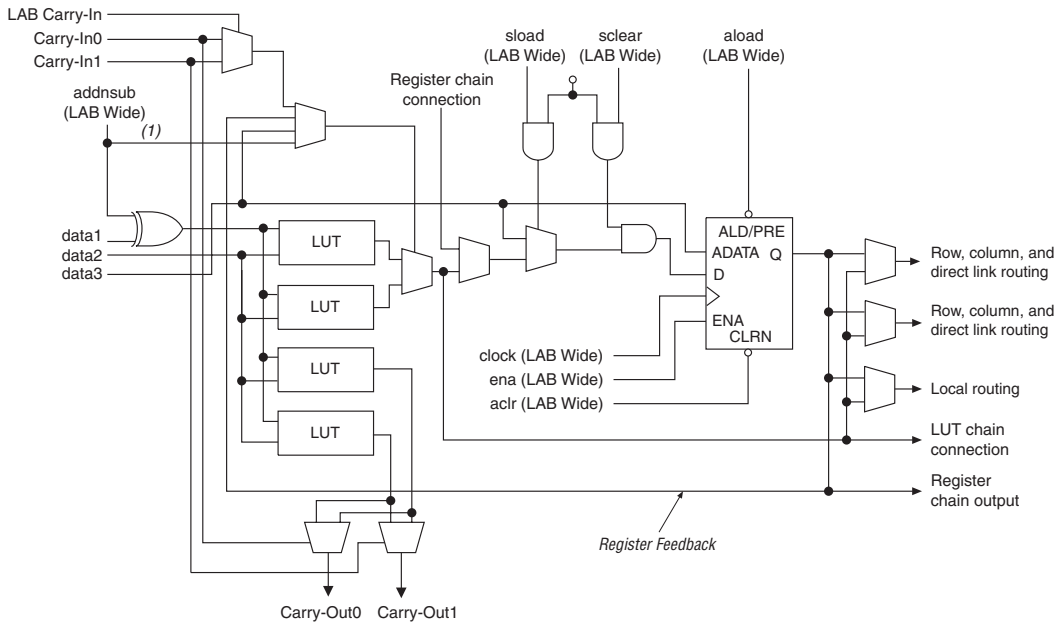 LAB Carry-In
Carry-In0
Carry-In1
addnsub
(LAB Wide)
(1)
data1
data2
data3
Register chain
connection
sload
(LAB Wide)
sclear
(LAB Wide)
aload
(LAB Wide)
LUT
LUT
LUT
LUT
ALD/PRE
ADATA
Q
D
ENA
CLRN
clock (LAB Wide)
ena (LAB Wide)
aclr (LAB Wide)
Row, column, and
direct link routing
Row, column, and
direct link routing
Local routing
LUT chain
connection
Register
chain output
Register Feedback
Carry-Out0
Carry-Out1